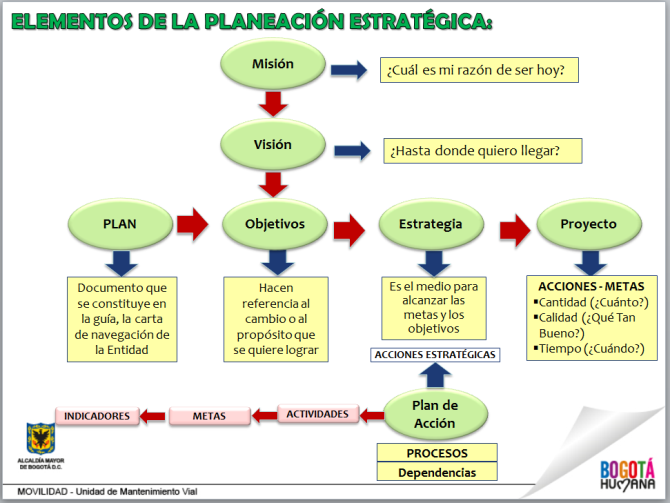 ELEMENTOS DE LA PLANEACIÓN ESTRATÉGICA:
Misión
¿Cuál es mi razón de ser hoy?
Visión
¿Hasta donde quiero llegar?
PLAN
Objetivos
Estrategia
Proyecto
Documento que
se constituye en
la guía, la carta
de navegación de
la Entidad
Hacen
referencia al
cambio o al
propósito que
se quiere lograr
Es el medio para
alcanzar las
metas y los
objetivos
ACCIONES - METAS
▪Cantidad (¿Cuánto?)
▪Calidad (¿Qué Tan
Bueno?)
▪Tiempo (¿Cuándo?)
ACCIONES ESTRATÉGICAS
Plan de
Acción
ACTIVIDADES
METAS
INDICADORES
PROCESOS
Dependencias
ALCALDÍA MAYOR
DE BOGOTÁ D.C.
BOGOTÁ
HUMANA
MOVILIDAD - Unidad de Mantenimiento Vial